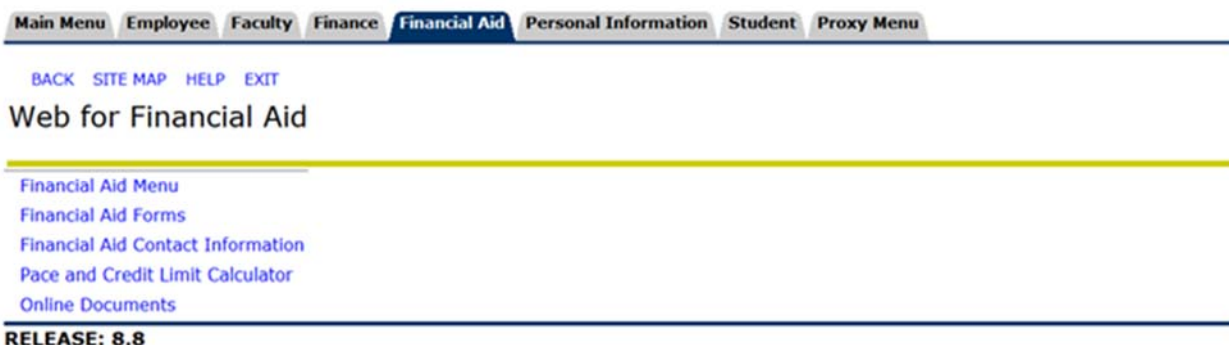 Main Menu Employee Faculty Finance Financial Aid Personal Information Student Proxy Menu
BACK SITE MAP HELP EXIT
Web for Financial Aid
Financial Aid Menu
Financial Aid Forms
Financial Aid Contact Information
Pace and Credit Limit Calculator
Online Documents
RELEASE: 8.8